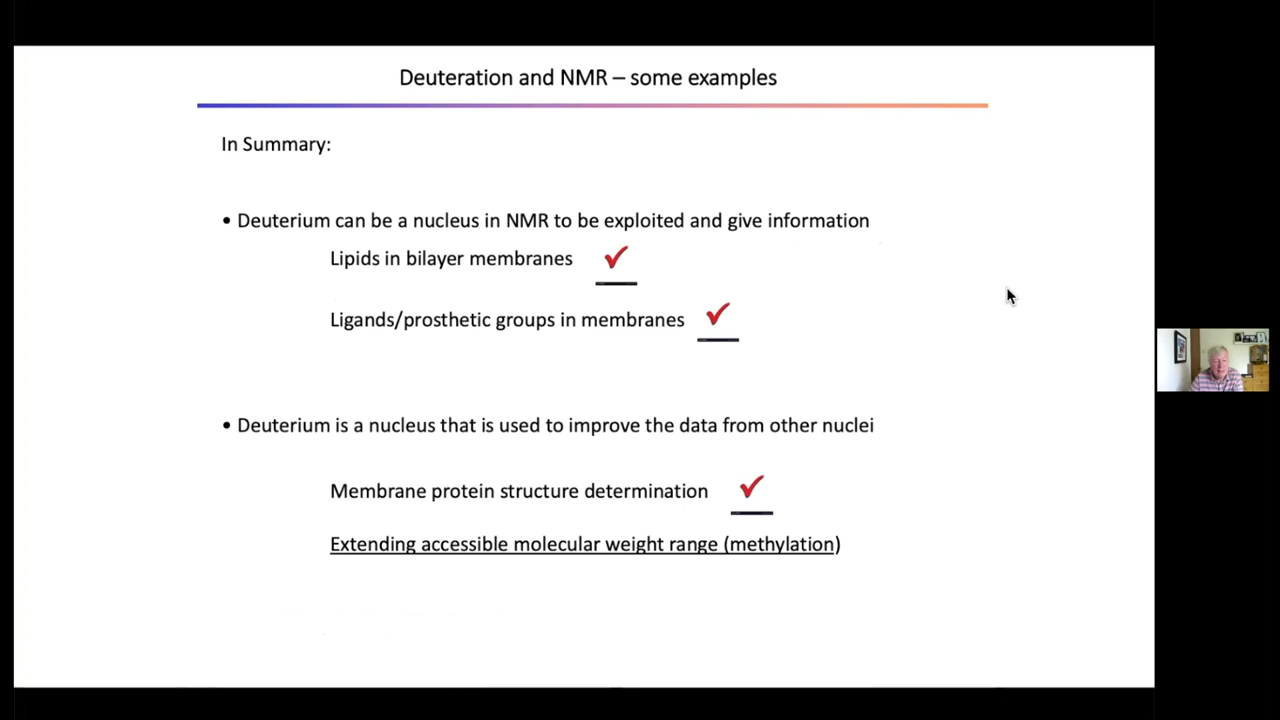 Deuteration and NMR – some examples
In Summary:
• Deuterium can be a nucleus in NMR to be exploited and give information
Lipids in bilayer membranes
Ligands/prosthetic groups in membranes
• Deuterium is a nucleus that is used to improve the data from other nuclei
Membrane protein structure determination
Extending accessible molecular weight range (methylation)